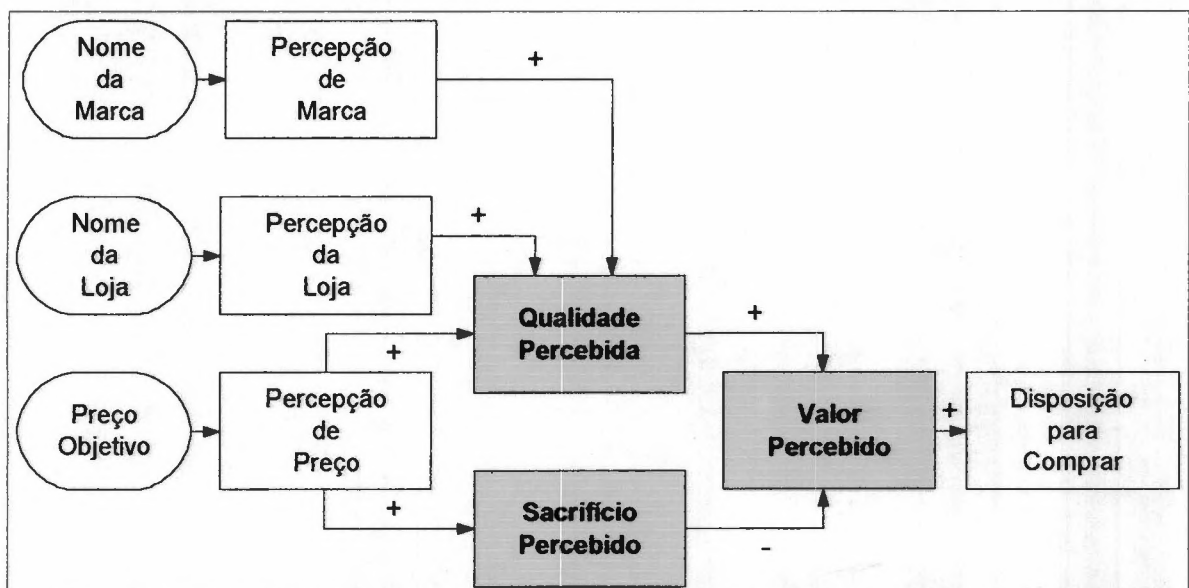 Nome
da
Marca
Percepção
de
Marca
+
Nome
da
Loja
Percepção
da
Loja
+
Qualidade
Percebida
+
+
Preço
Objetivo
Percepção
de
Preço
Valor
Percebido
+
Disposição
para
Comprar
+
Sacrifício
Percebido
-